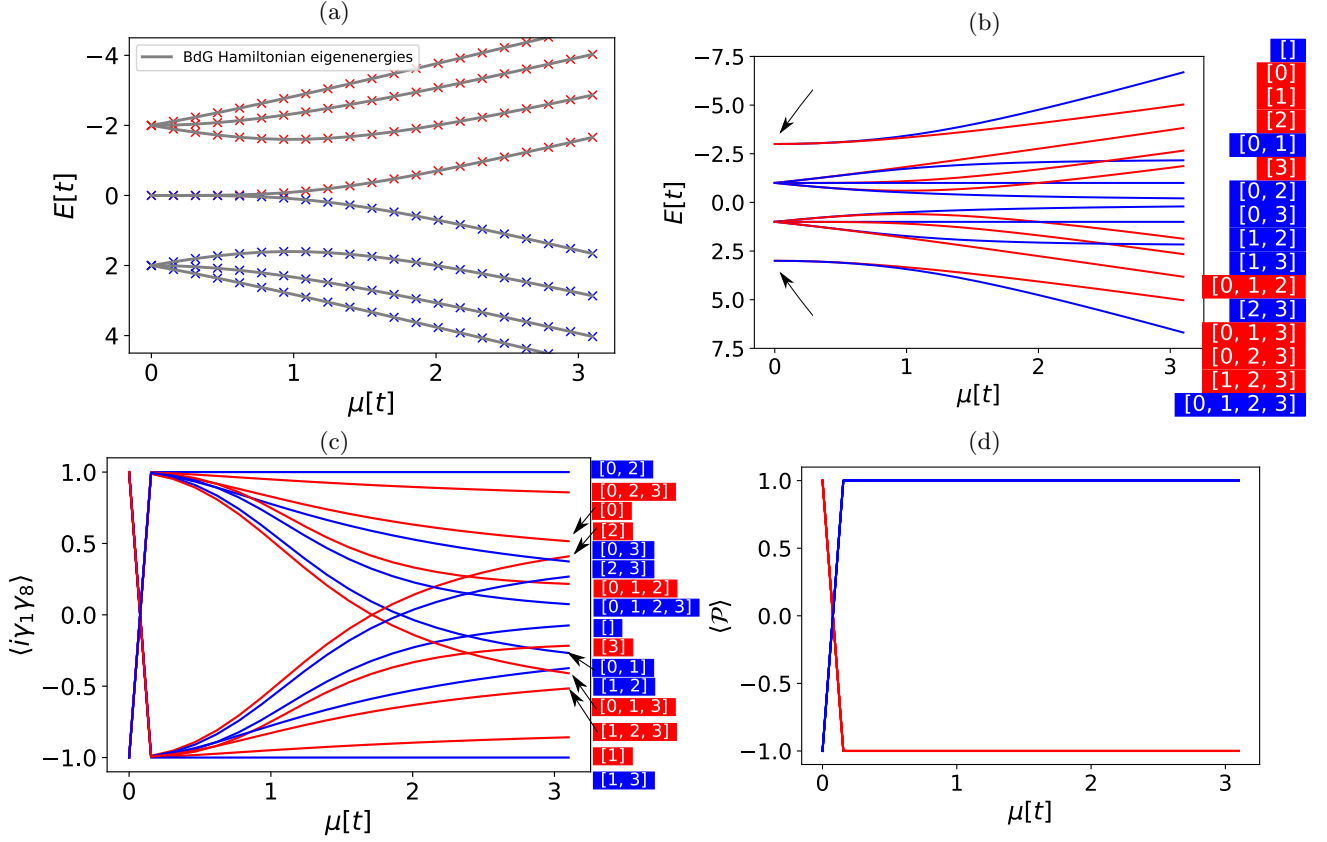 (a)
BdG Hamiltonian eigenenergies
−4
−2
0
2
4
E[t]
0
1
2
3
μ[t]
(b)
−7.5
−5.0
−2.5
0.0
2.5
5.0
7.5
E[t]
0
1
2
3
μ[t]
[]
[0]
[1]
[2]
[0, 1]
[3]
[0, 2]
[0, 3]
[1, 2]
[1, 3]
[0, 1, 2]
[2, 3]
[0, 1, 3]
[0, 2, 3]
[1, 2, 3]
[0, 1, 2, 3]
(c)
1.0
0.5
0.0
−0.5
−1.0
⟨iγ₁γ₈⟩
0
1
2
3
μ[t]
[0, 2]
[0, 2, 3]
[0]
[2]
[0, 3]
[2, 3]
[0, 1, 2]
[0, 1, 2, 3]
[]
[3]
[0, 1]
[1, 2]
[0, 1, 3]
[1, 2, 3]
[1]
[1, 3]
(d)
1.0
0.5
0.0
−0.5
−1.0
⟨𝒫⟩
0
1
2
3
μ[t]